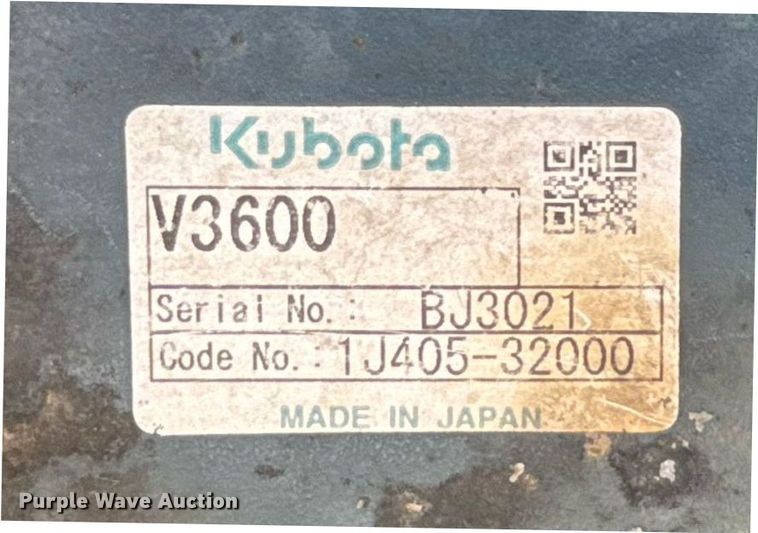 Kubota
V3600
Serial No.: BJ3021
Code No.: 1J405-32000
MADE IN JAPAN
Purple Wave Auction